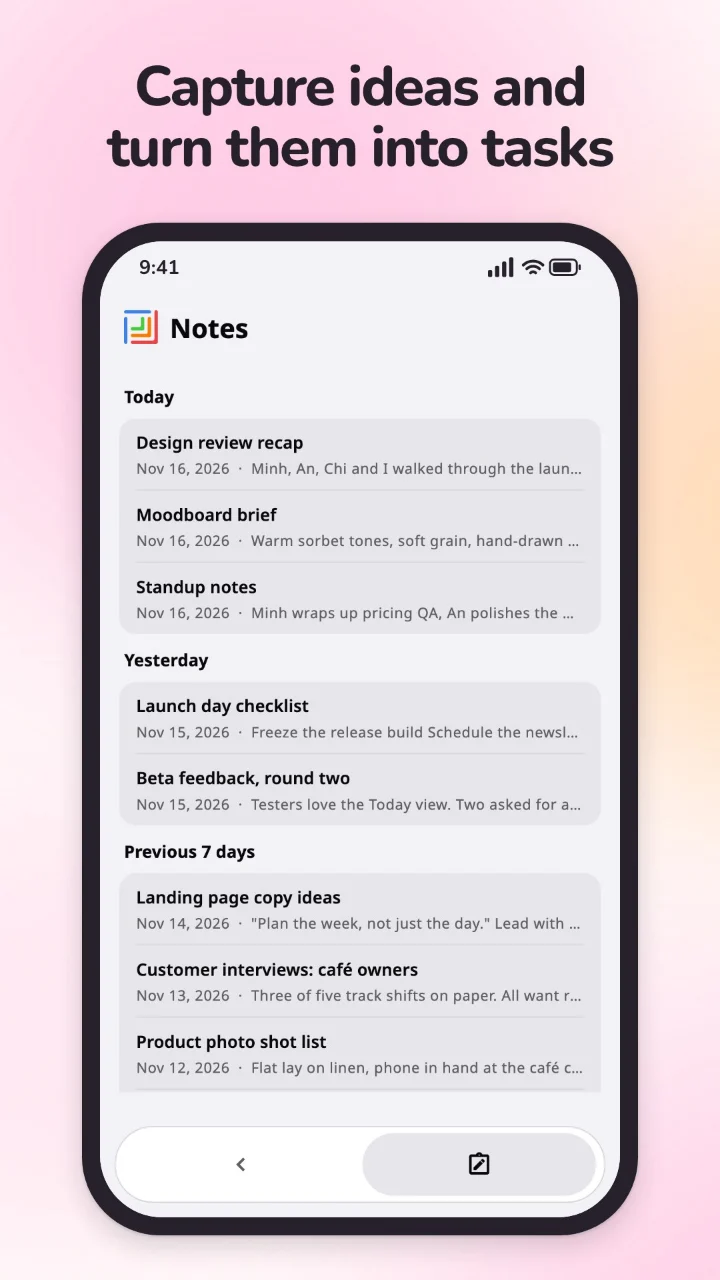 Capture ideas and
turn them into tasks
9:41
Notes
Today
Design review recap
Nov 16, 2026 · Minh, An, Chi and I walked through the laun...
Moodboard brief
Nov 16, 2026 · Warm sorbet tones, soft grain, hand-drawn ...
Standup notes
Nov 16, 2026 · Minh wraps up pricing QA, An polishes the ...
Yesterday
Launch day checklist
Nov 15, 2026 · Freeze the release build Schedule the newsl...
Beta feedback, round two
Nov 15, 2026 · Testers love the Today view. Two asked for a...
Previous 7 days
Landing page copy ideas
Nov 14, 2026 · "Plan the week, not just the day." Lead with ...
Customer interviews: café owners
Nov 13, 2026 · Three of five track shifts on paper. All want r...
Product photo shot list
Nov 12, 2026 · Flat lay on linen, phone in hand at the café c...